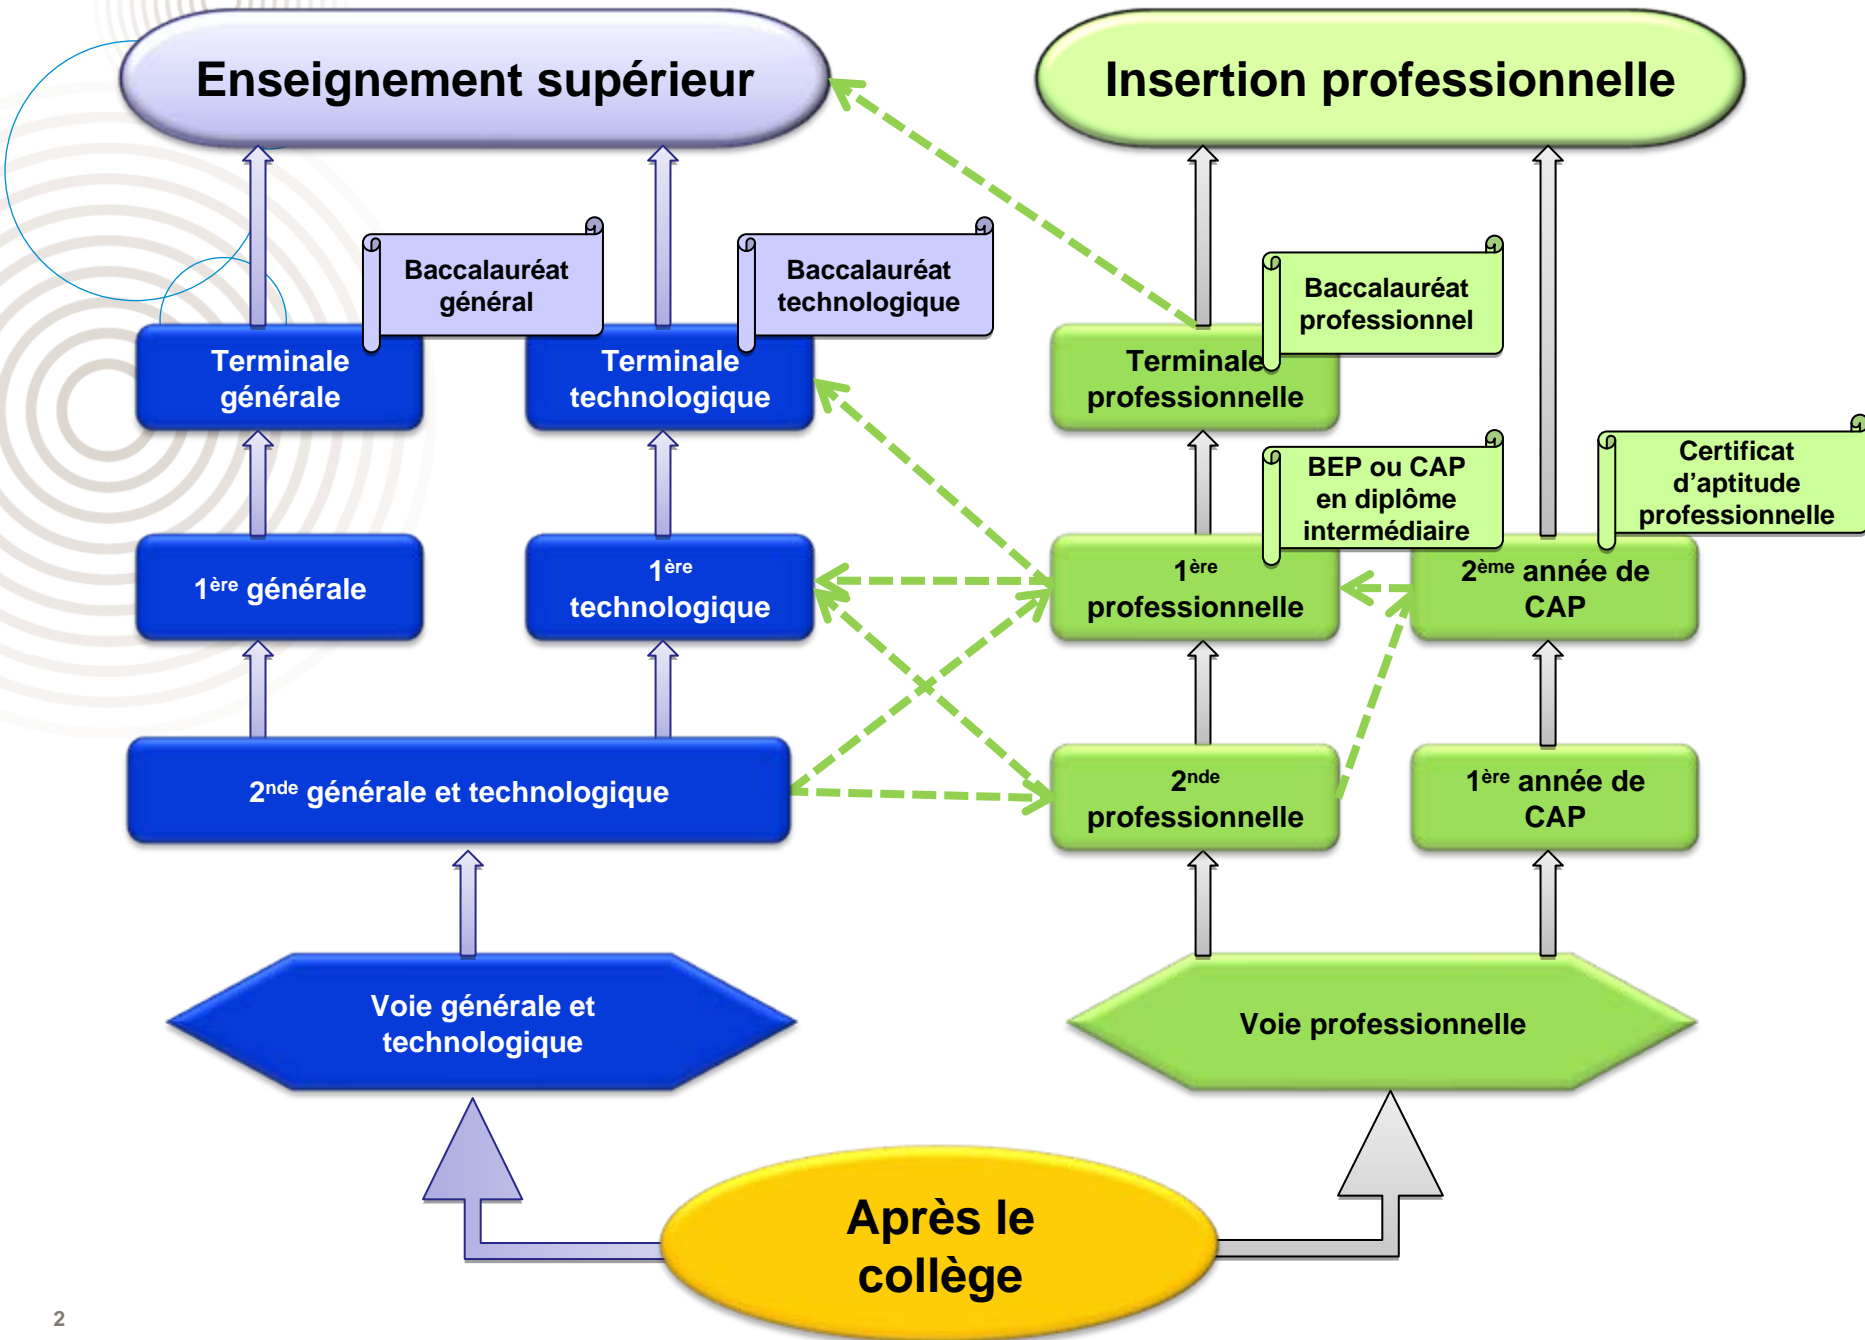 Enseignement supérieur
Insertion professionnelle
Baccalauréat
général
Baccalauréat
technologique
Baccalauréat
professionnel
Terminale
générale
Terminale
technologique
Terminale
professionnelle
BEP ou CAP
en diplôme
intermédiaire
Certificat
d’aptitude
professionnelle
1ère générale
1ère
technologique
1ère
professionnelle
2ème année de
CAP
2nde générale et technologique
2nde
professionnelle
1ère année de
CAP
Voie générale et
technologique
Voie professionnelle
Après le
collège
2